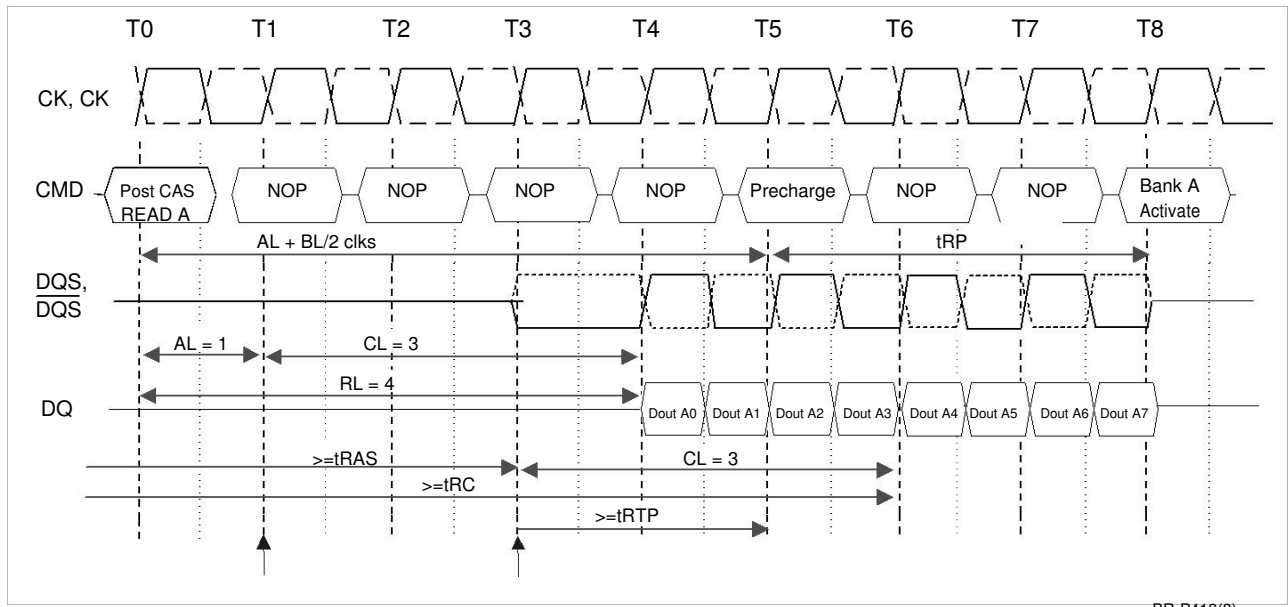 T0 T1 T2 T3 T4 T5 T6 T7 T8
CK, CK
CMD
Post CAS
READ A
NOP NOP NOP NOP Precharge NOP NOP
Bank A
Activate
AL + BL/2 clks tRP
DQS,
DQS
AL = 1 CL = 3
RL = 4
DQ
Dout A0 Dout A1 Dout A2 Dout A3 Dout A4 Dout A5 Dout A6 Dout A7
>=tRAS CL = 3
>=tRC
>=tRTP